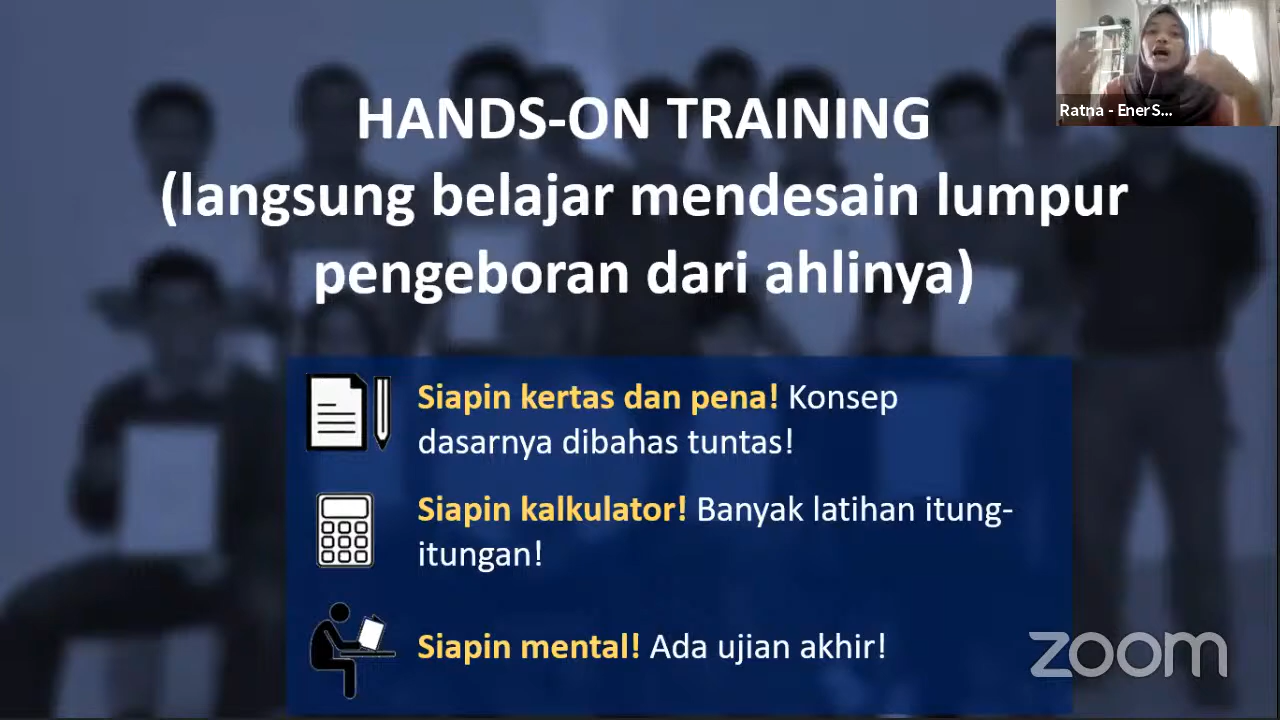 Ratna - EnerS...
HANDS-ON TRAINING
(langsung belajar mendesain lumpur
pengeboran dari ahlinya)
Siapin kertas dan pena! Konsep
dasarnya dibahas tuntas!
Siapin kalkulator! Banyak latihan itung-
itungan!
Siapin mental! Ada ujian akhir!
zoom